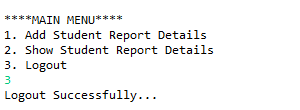 ****MAIN MENU****
1. Add Student Report Details
2. Show Student Report Details
3. Logout
3
Logout Successfully...